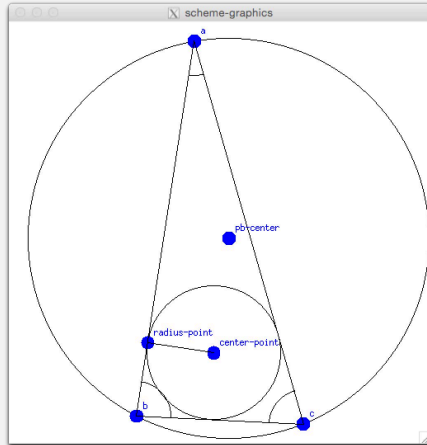 scheme-graphics
a
pb-center
radius-point
center-point
b
c